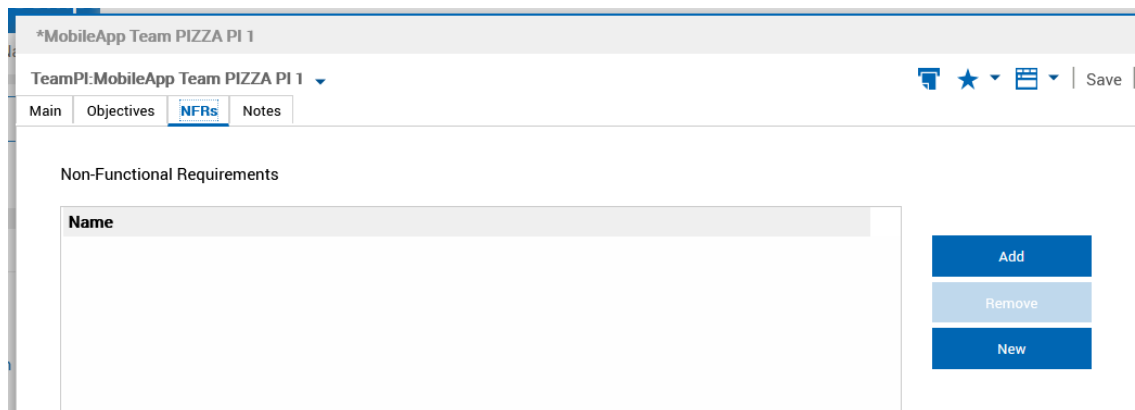 *MobileApp Team PIZZA PI 1
TeamPI:MobileApp Team PIZZA PI 1
Save
Main Objectives NFRs Notes
Non-Functional Requirements
Name
Add
Remove
New